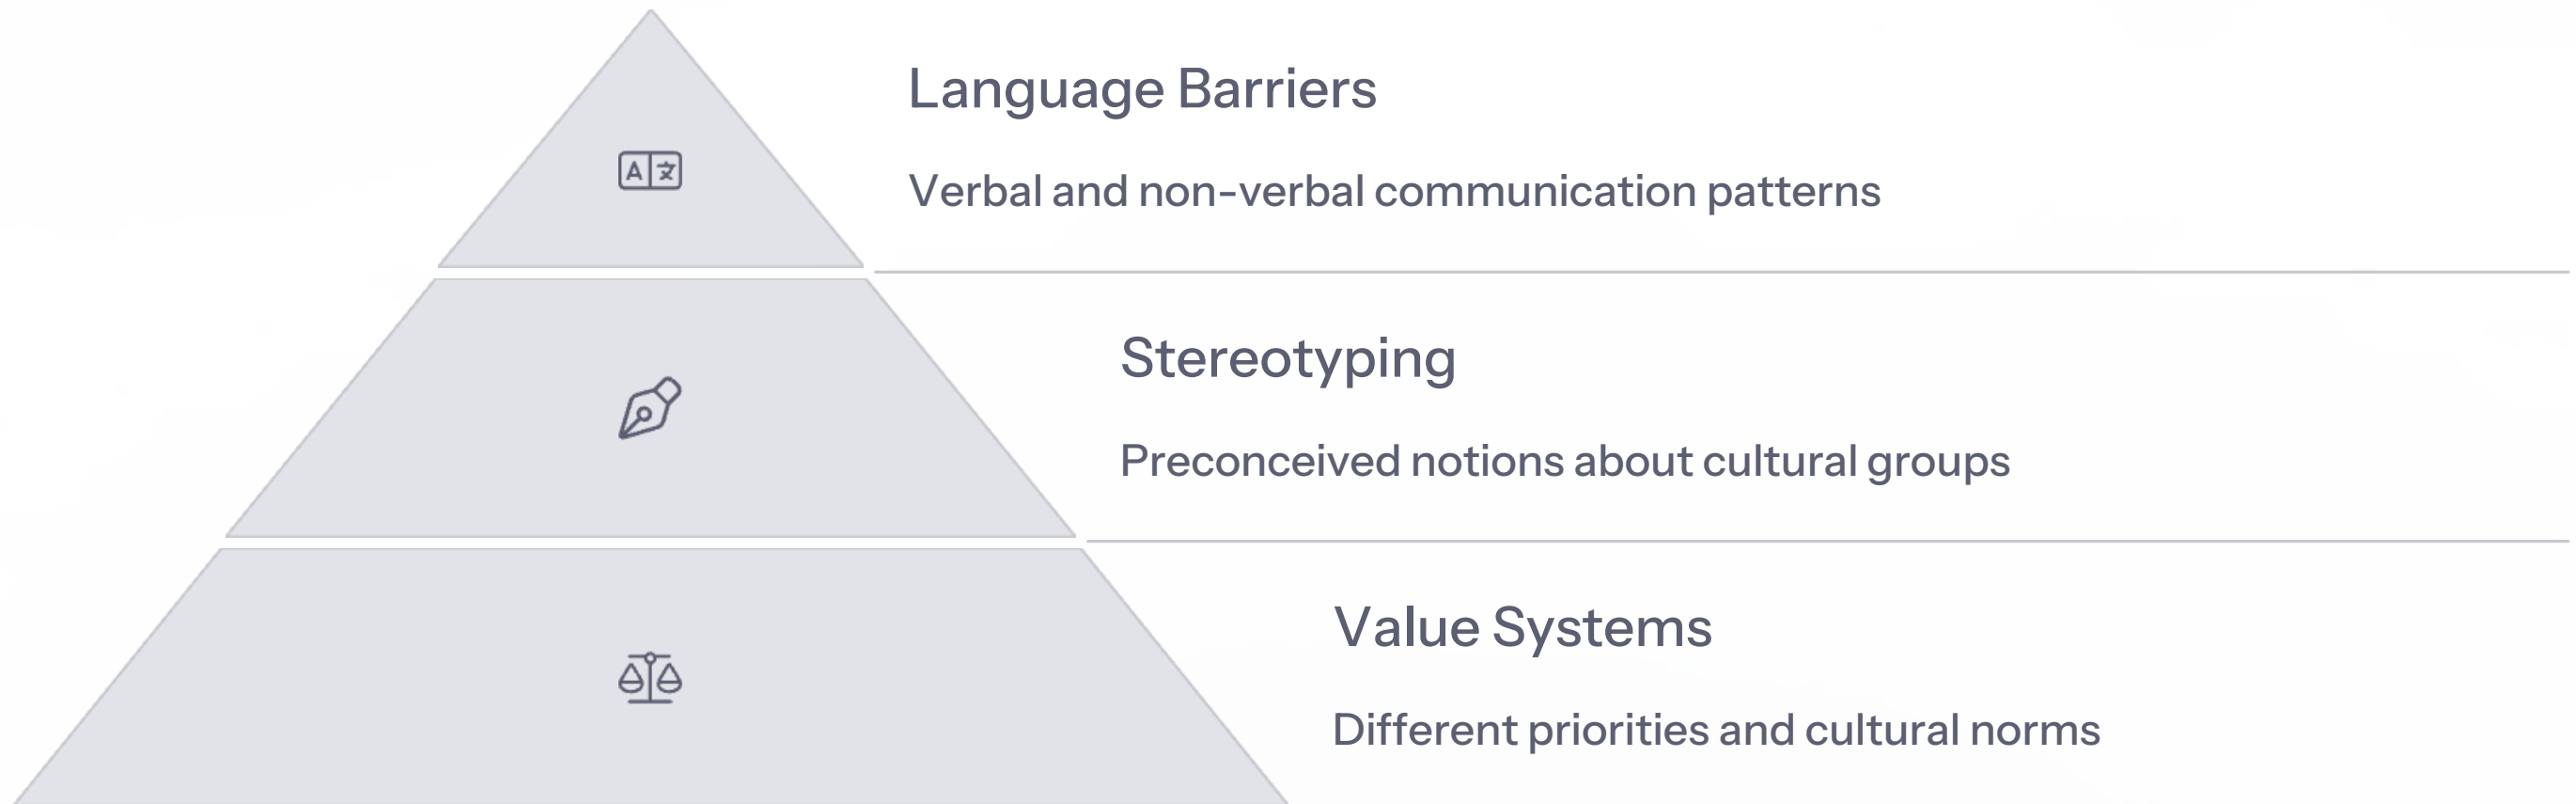 Language Barriers
A 文
Verbal and non-verbal communication patterns
Stereotyping
Preconceived notions about cultural groups
Value Systems
Different priorities and cultural norms